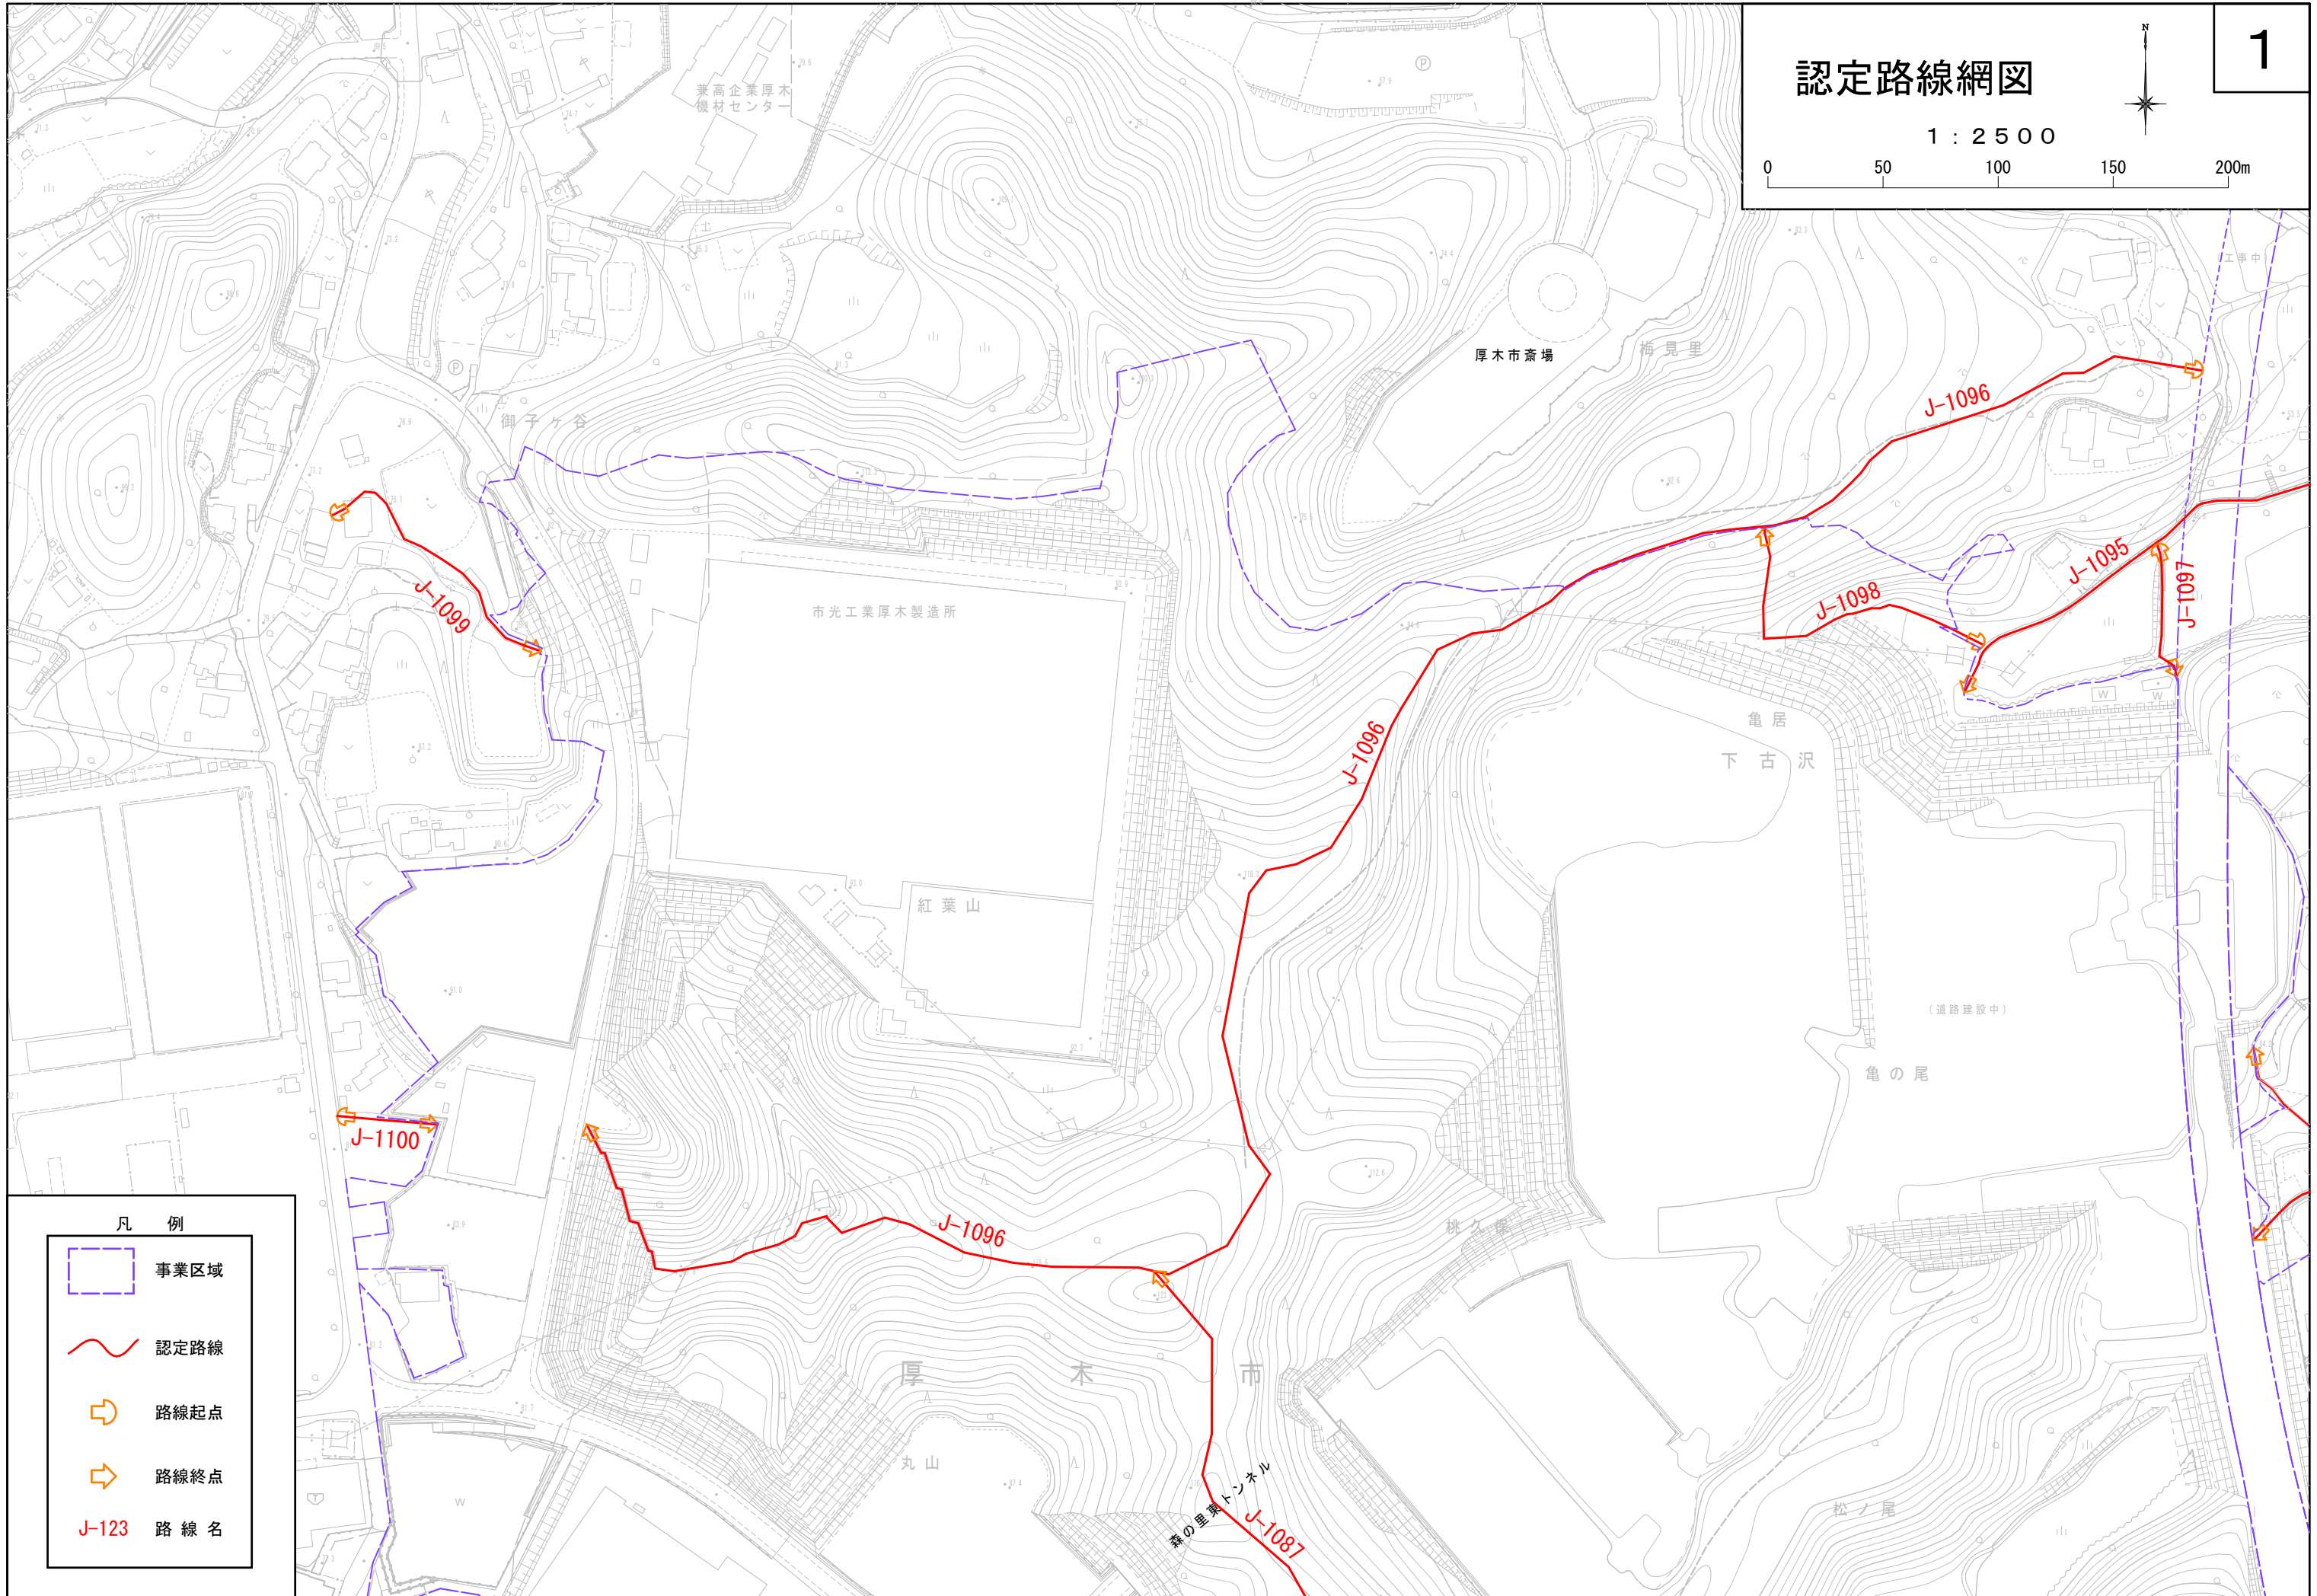 認定路線網図
1
N
1 : 2500
0 50 100 150 200m
兼高企業厚木
機材センター
P
P
(工事中)
厚木市斎場
梅見里
御子ヶ谷
J-1096
市光工業厚木製造所
J-1099
J-1098
J-1095
J-1097
亀居
下古沢
W
W
J-1096
紅葉山
(道路建設中)
亀の尾
J-1100
J-1096
桃久保
厚木市
丸山
松ノ尾
森の里東トンネル
J-1087
W
T
凡 例
事業区域
認定路線
路線起点
路線終点
J-123 路線名